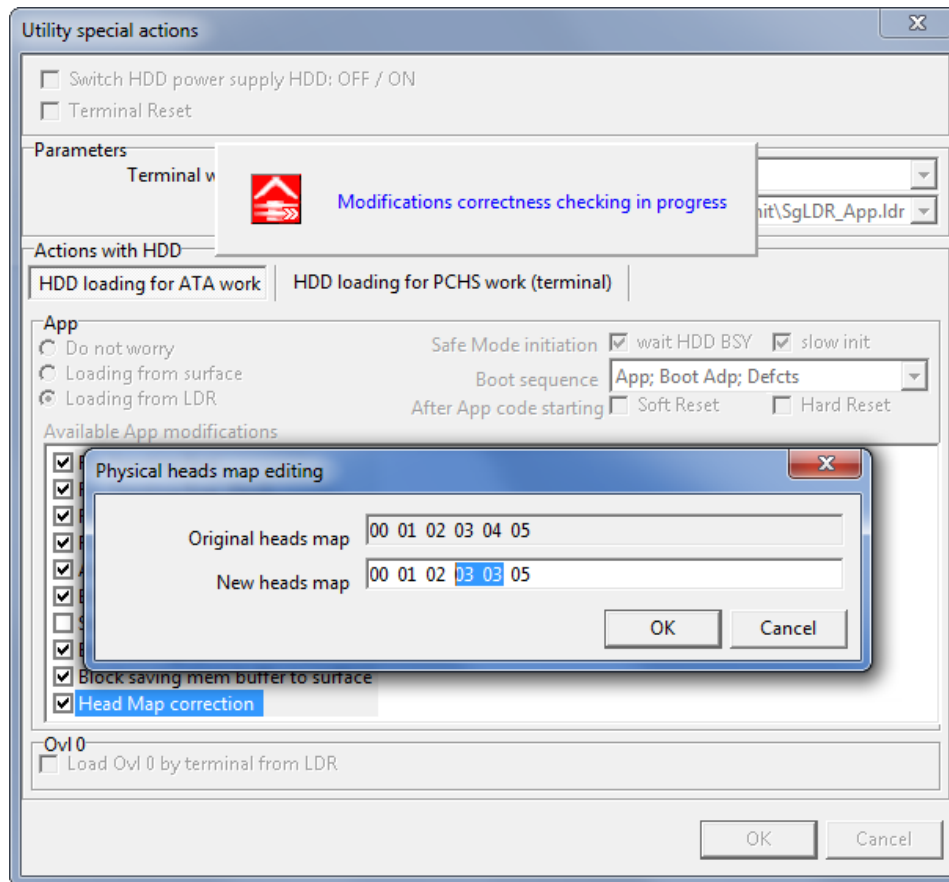 Utility special actions
Switch HDD power supply HDD: OFF / ON
Terminal Reset
Parameters
Terminal
Modifications correctness checking in progress
nit\SgLDR_App.ldr
Actions with HDD
HDD loading for ATA work
HDD loading for PCHS work (terminal)
App
Do not worry
Safe Mode initiation
wait HDD BSY
slow init
Loading from surface
Boot sequence
App; Boot Adp; Defcts
Loading from LDR
After App code starting
Soft Reset
Hard Reset
Available App modifications
Physical heads map editing
Original heads map
00 01 02 03 04 05
New heads map
00 01 02 03 03 05
OK
Cancel
Block saving mem buffer to surface
Head Map correction
Ovl 0
Load Ovl 0 by terminal from LDR
OK
Cancel